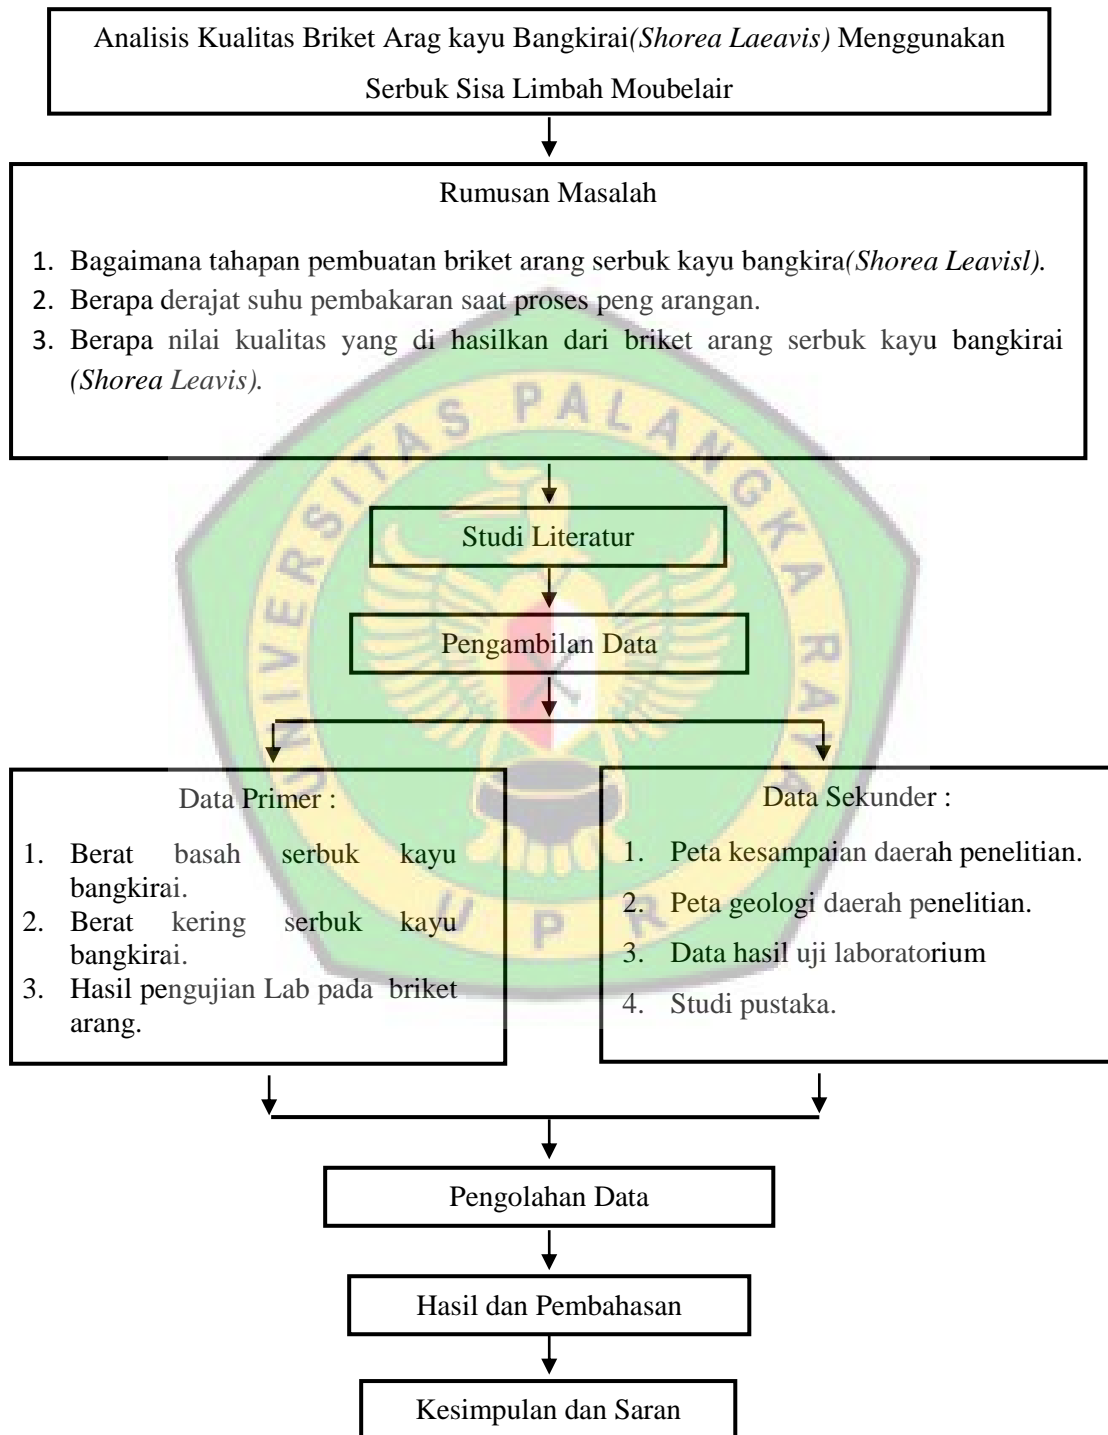 Analisis Kualitas Briket Arag kayu Bangkirai(Shorea Laeavis) Menggunakan
Serbuk Sisa Limbah Moubelair
Rumusan Masalah
1. Bagaimana tahapan pembuatan briket arang serbuk kayu bangkira(Shorea Leavisl).
2. Berapa derajat suhu pembakaran saat proses peng arangan.
3. Berapa nilai kualitas yang di hasilkan dari briket arang serbuk kayu bangkirai
(Shorea Leavis).
UNIVERSITAS PALANGKA RAYA
Studi Literatur
Pengambilan Data
Data Primer :
1. Berat basah serbuk kayu
bangkirai.
2. Berat kering serbuk kayu
bangkirai.
3. Hasil pengujian Lab pada briket
arang.
Data Sekunder :
1. Peta kesampaian daerah penelitian.
2. Peta geologi daerah penelitian.
3. Data hasil uji laboratorium
4. Studi pustaka.
UPR
Pengolahan Data
Hasil dan Pembahasan
Kesimpulan dan Saran